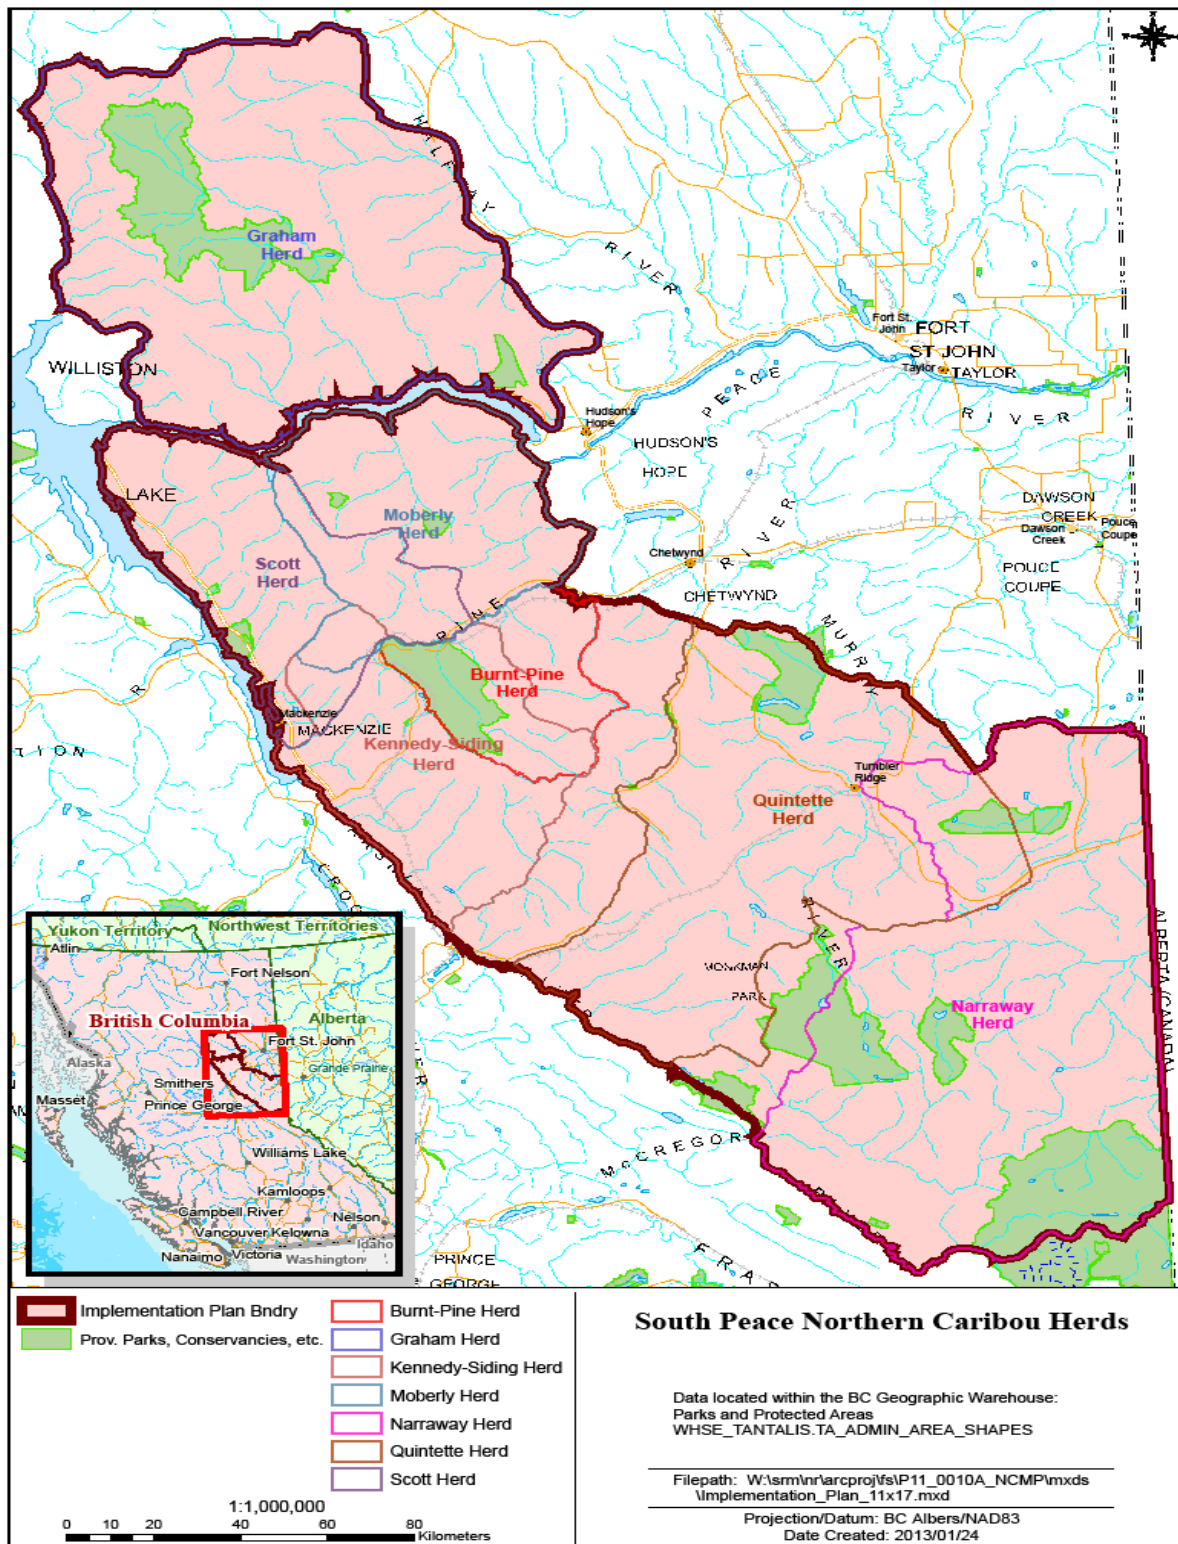 HALFWAY
RIVER
Graham
Herd
Fort St.
John
FORT
ST JOHN
Taylor
TAYLOR
WILLISTON
PEACE
RIVER
Hudson's
Hope
HUDSON'S
HOPE
LAKE
DAWSON
CREEK
Dawson
Creek
Pouce
Coupe
Moberly
Herd
RIVER
Scott
Herd
Chetwynd
POUCE
COUPE
CHETWYND
PINE
MURRAY
Burnt-Pine
Herd
R
Mackenzie
MACKENZIE
TION
Kennedy-Siding
Herd
Tumbler
Ridge
Quintette
Herd
RIVER
MONKMAN
PARK
ALBERTA (CANADA)
Narraway
Herd
McGREGOR
PRINCE
GEORGE
Yukon Territory
Northwest Territories
Atlin
Fort Nelson
British Columbia
Alberta
Fort St. John
Alaska
Grande Prairie
Smithers
Masset
Prince George
Williams Lake
Kamloops
Campbell River
Nelson
Vancouver
Kelowna
Nanaimo
Victoria
Washington
Idaho
Implementation Plan Bndry
Prov. Parks, Conservancies, etc.
Burnt-Pine Herd
Graham Herd
Kennedy-Siding Herd
Moberly Herd
Narraway Herd
Quintette Herd
Scott Herd
1:1,000,000
0 10 20 40 60 80
Kilometers
South Peace Northern Caribou Herds
Data located within the BC Geographic Warehouse:
Parks and Protected Areas
WHSE_TANTALIS.TA_ADMIN_AREA_SHAPES
Filepath: W:\srm\nr\arcproj\fs\P11_0010A_NCMP\mxds
\Implementation_Plan_11x17.mxd
Projection/Datum: BC Albers/NAD83
Date Created: 2013/01/24